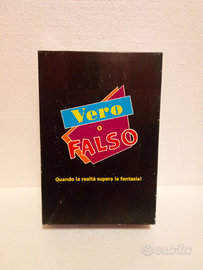 Vero
o
FALSO
Quando la realtà supera la fantasia!
subito